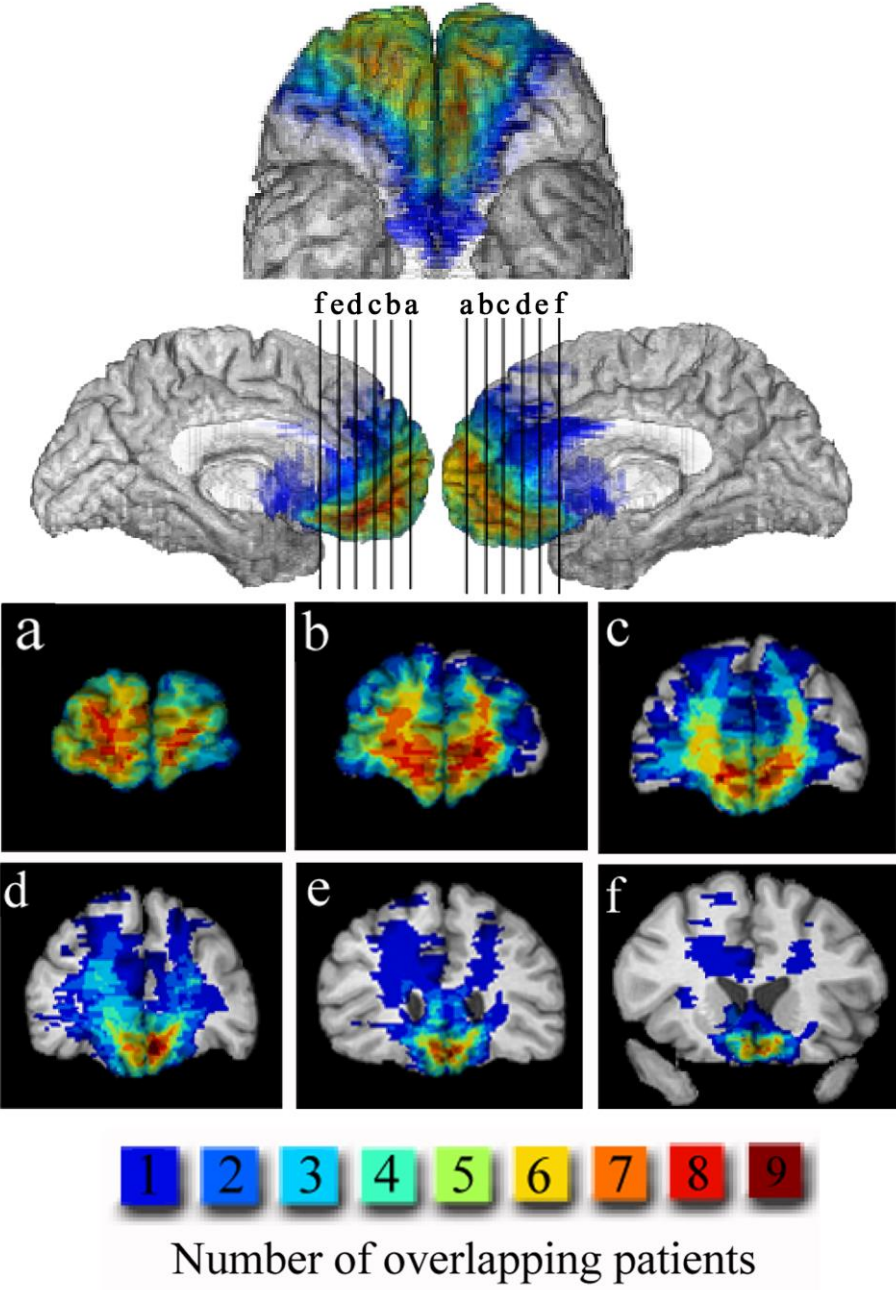 f e d c b a a b c d e f
a b c
d e f
1 2 3 4 5 6 7 8 9
Number of overlapping patients